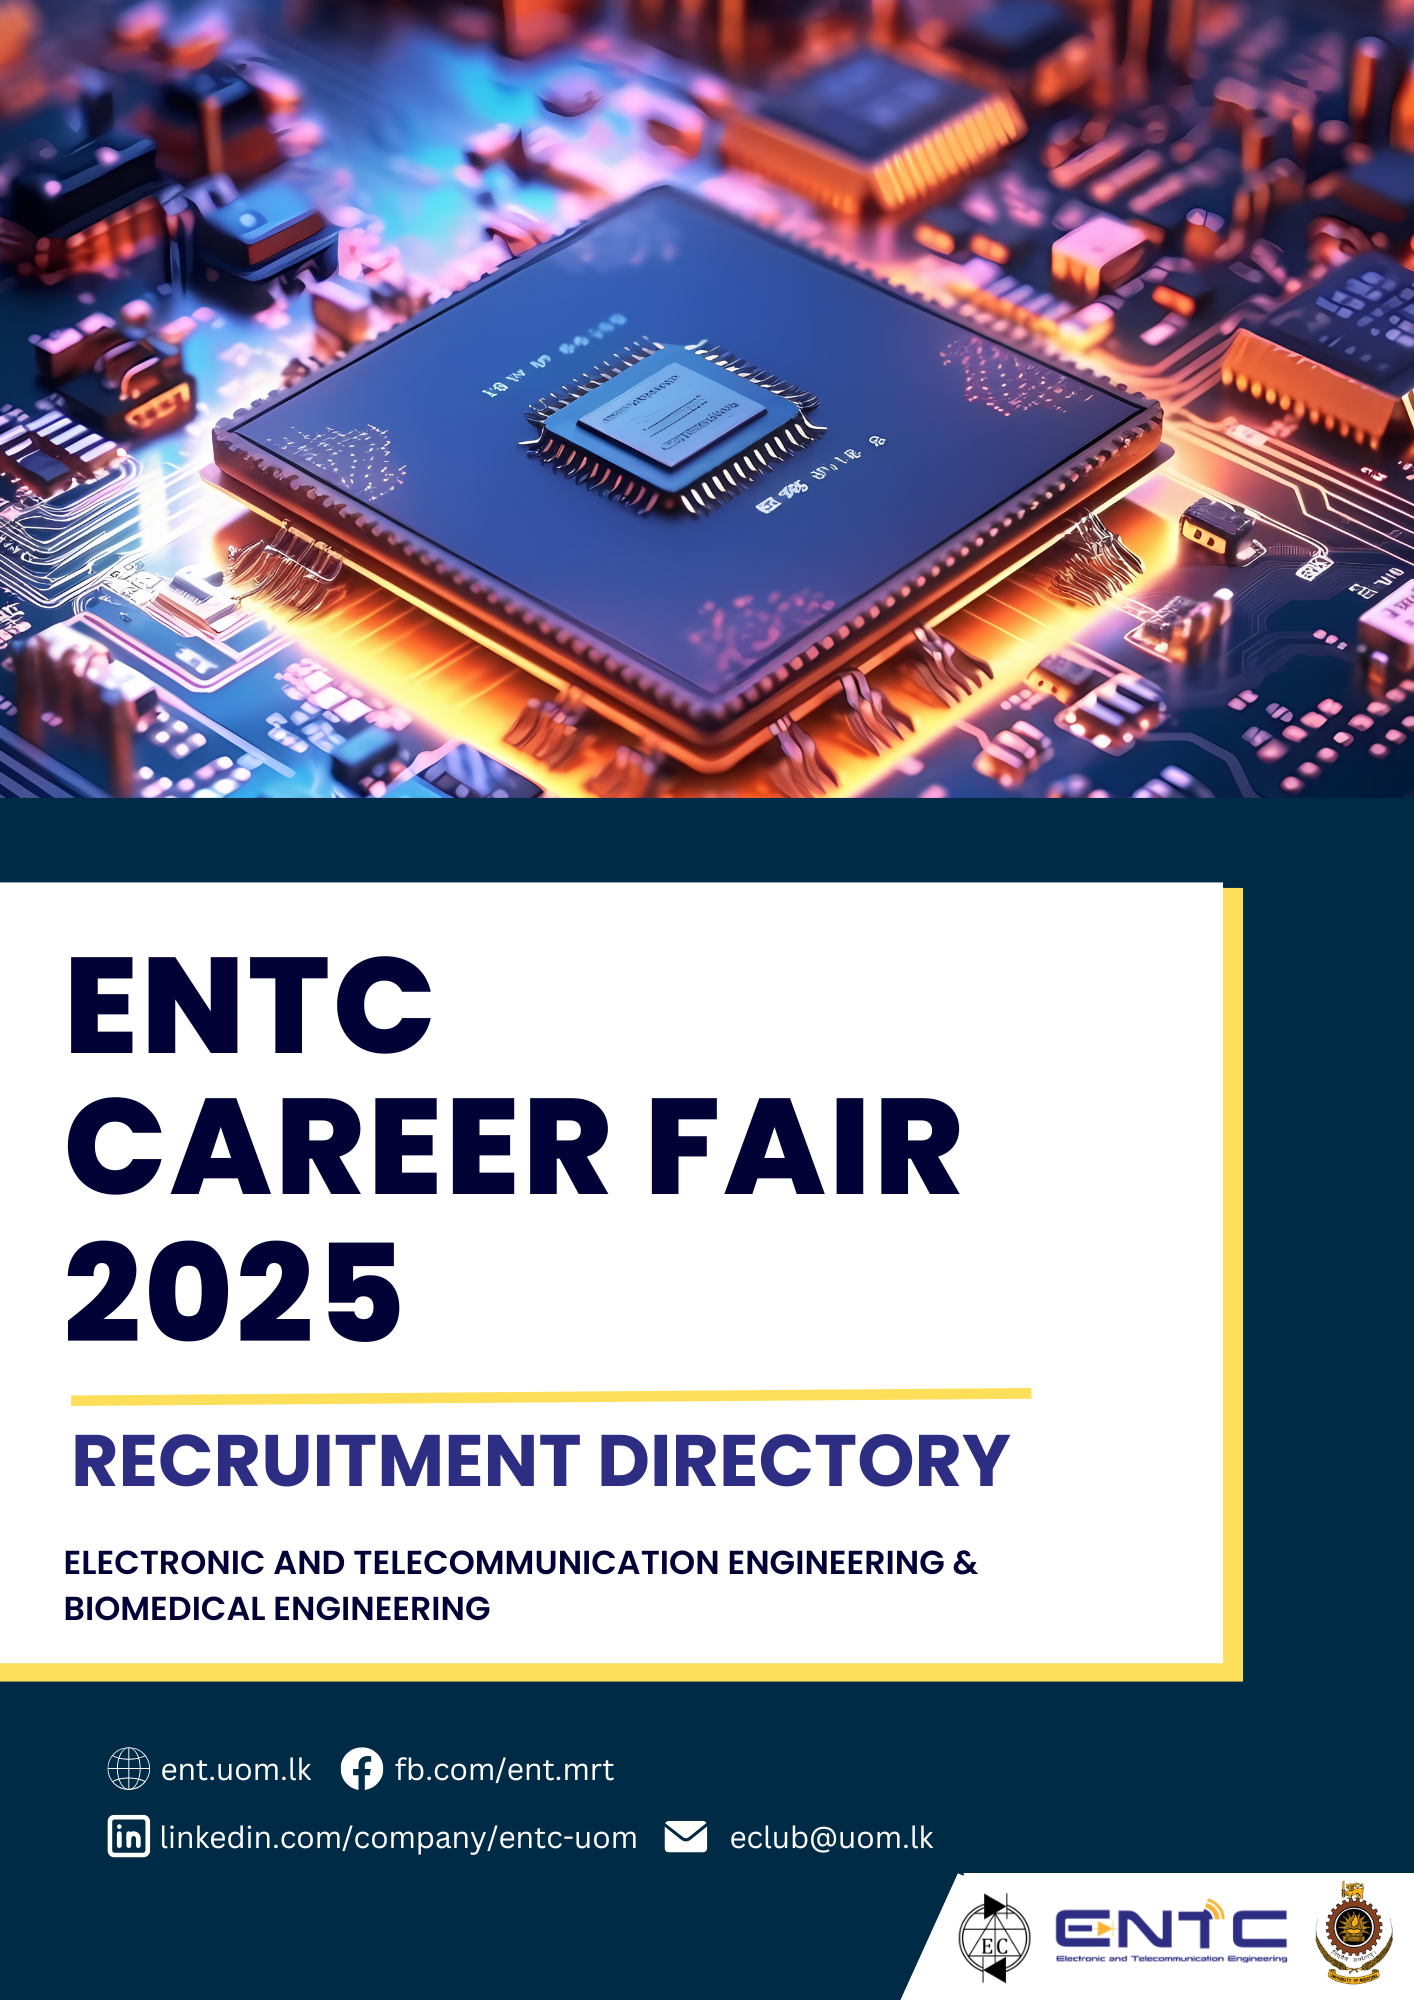 ENTC
CAREER FAIR
2025
RECRUITMENT DIRECTORY
ELECTRONIC AND TELECOMMUNICATION ENGINEERING &
BIOMEDICAL ENGINEERING
ent.uom.lk fb.com/ent.mrt
linkedin.com/company/entc-uom eclub@uom.lk
EC
ENTC
Electronic and Telecommunication Engineering